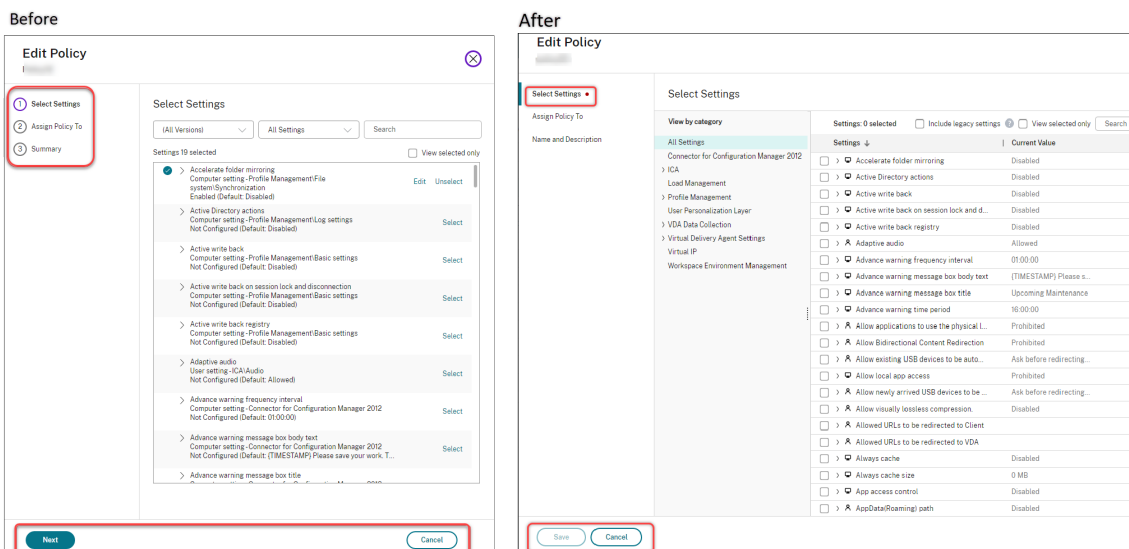 Before
Edit Policy
1 Select Settings
2 Assign Policy To
3 Summary
Select Settings
(All Versions)
All Settings
Search
Settings 19 selected
View selected only
Accelerate folder mirroring
Computer setting - Profile Management\File
system\Synchronization
Enabled (Default: Disabled)
Edit Unselect
Active Directory actions
Computer setting - Profile Management\Log settings
Not Configured (Default: Disabled)
Select
Active write back
Computer setting - Profile Management\Basic settings
Not Configured (Default: Disabled)
Select
Active write back on session lock and disconnection
Computer setting - Profile Management\Basic settings
Not Configured (Default: Disabled)
Select
Active write back registry
Computer setting - Profile Management\Basic settings
Not Configured (Default: Disabled)
Select
Adaptive audio
User setting - ICA\Audio
Not Configured (Default: Allowed)
Select
Advance warning frequency interval
Computer setting - Connector for Configuration Manager 2012
Not Configured (Default: 01:00:00)
Select
Advance warning message box body text
Computer setting - Connector for Configuration Manager 2012
Not Configured (Default: {TIMESTAMP} Please save your work. T...
Select
Advance warning message box title
Next
Cancel
After
Edit Policy
Select Settings
Assign Policy To
Name and Description
Select Settings
View by category
All Settings
Connector for Configuration Manager 2012
ICA
Load Management
Profile Management
User Personalization Layer
VDA Data Collection
Virtual Delivery Agent Settings
Virtual IP
Workspace Environment Management
Settings: 0 selected
Include legacy settings
View selected only
Search
Settings ↓ Current Value
Accelerate folder mirroring Disabled
Active Directory actions Disabled
Active write back Disabled
Active write back on session lock and d... Disabled
Active write back registry Disabled
Adaptive audio Allowed
Advance warning frequency interval 01:00:00
Advance warning message box body text {TIMESTAMP} Please s...
Advance warning message box title Upcoming Maintenance
Advance warning time period 16:00:00
Allow applications to use the physical l... Prohibited
Allow Bidirectional Content Redirection Prohibited
Allow existing USB devices to be auto... Ask before redirecting...
Allow local app access Prohibited
Allow newly arrived USB devices to be ... Ask before redirecting...
Allow visually lossless compression. Disabled
Allowed URLs to be redirected to Client
Allowed URLs to be redirected to VDA
Always cache Disabled
Always cache size 0 MB
App access control Disabled
AppData(Roaming) path Disabled
Save
Cancel